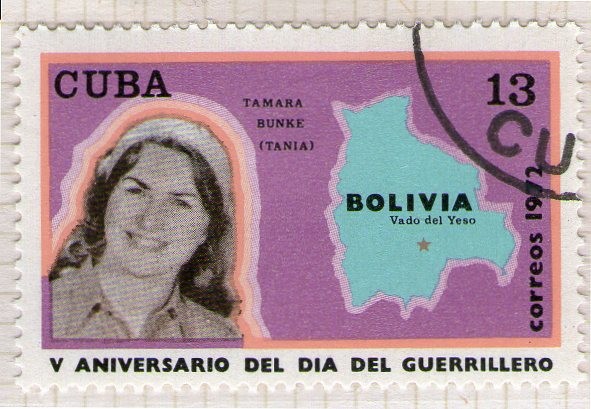 CUBA
13
TAMARA
BUNKE
(TANIA)
BOLIVIA
Vado del Yeso
correos 1972
CU
V ANIVERSARIO DEL DIA DEL GUERRILLERO